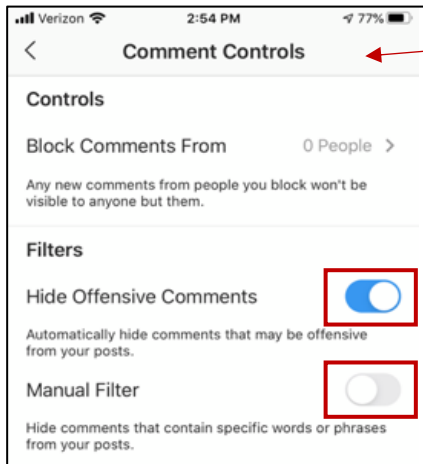 Verizon 2:54 PM 77%
Comment Controls
Controls
Block Comments From 0 People
Any new comments from people you block won't be
visible to anyone but them.
Filters
Hide Offensive Comments
Automatically hide comments that may be offensive
from your posts.
Manual Filter
Hide comments that contain specific words or phrases
from your posts.